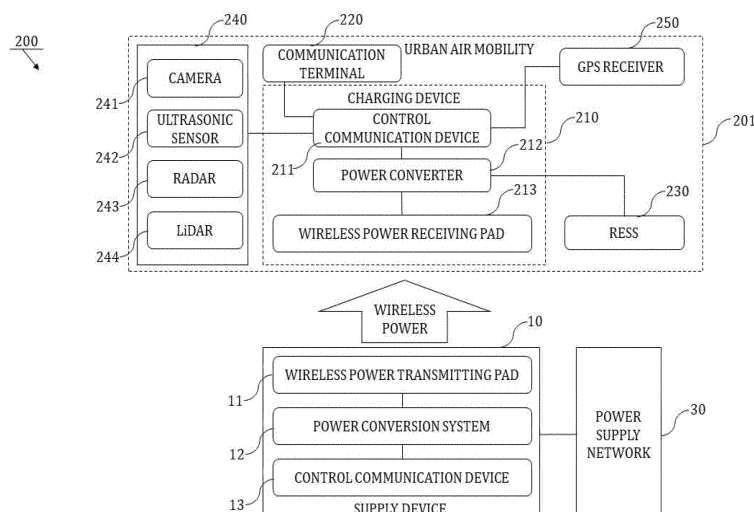 200
240
220
250
URBAN AIR MOBILITY
COMMUNICATION
TERMINAL
GPS RECEIVER
CAMERA
241
CHARGING DEVICE
ULTRASONIC
SENSOR
242
CONTROL
COMMUNICATION DEVICE
211
210
201
212
POWER CONVERTER
RADAR
243
213
230
LiDAR
244
WIRELESS POWER RECEIVING PAD
RESS
WIRELESS
POWER
10
WIRELESS POWER TRANSMITTING PAD
11
POWER CONVERSION SYSTEM
12
POWER
SUPPLY
NETWORK
30
CONTROL COMMUNICATION DEVICE
13
SUPPLY DEVICE